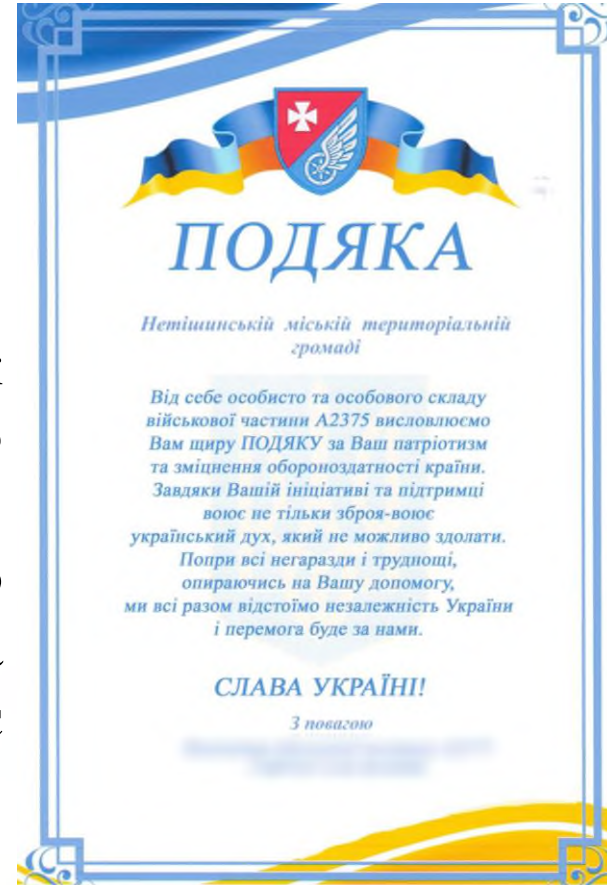 ПОДЯКА
Нетішинській міській територіальній
громаді
Від себе особисто та особового складу
військової частини А2375 висловлюємо
Вам щиру ПОДЯКУ за Ваш патріотизм
та зміцнення обороноздатності країни.
Завдяки Вашій ініціативі та підтримці
воює не тільки зброя-воює
український дух, який не можливо здолати.
Попри всі негаразди і труднощі,
опираючись на Вашу допомогу,
ми всі разом відстоїмо незалежність України
і перемога буде за нами.
СЛАВА УКРАЇНІ!
З повагою